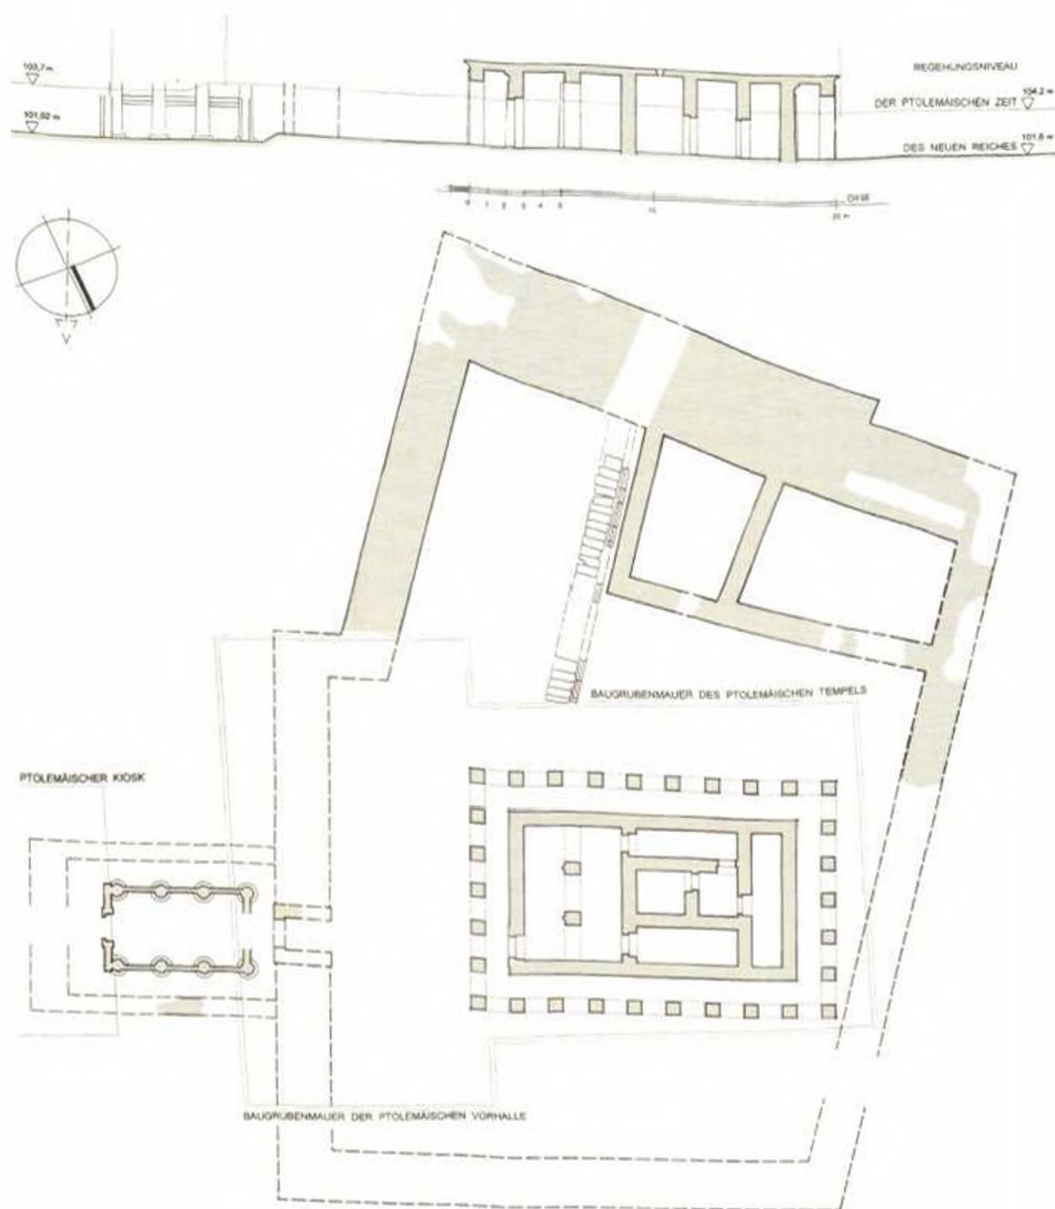 103,7 m
101,02 m
BEGEHUNGSNIVEAU
DER PTOLEMÄISCHEN ZEIT
104,2 m
DES NEUEN REICHES
101,6 m
0 1 2 3 4 5 10 20 m
BAUGRUBENMAUER DES PTOLEMÄISCHEN TEMPELS
PTOLEMÄISCHER KIOSK
BAUGRUBENMAUER DER PTOLEMÄISCHEN VORHALLE